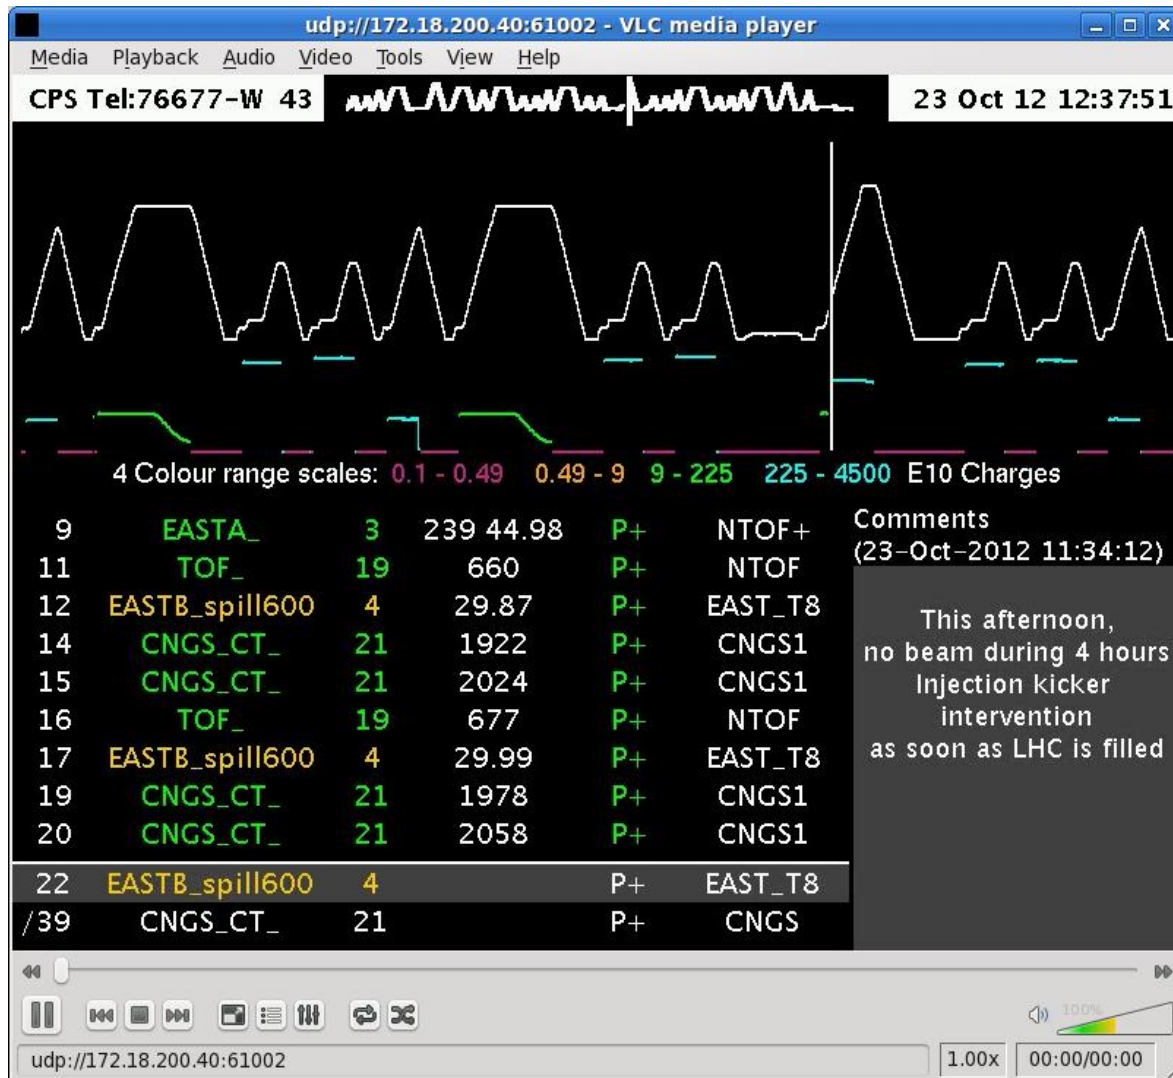 udp://172.18.200.40:61002 - VLC media player
Media Playback Audio Video Tools View Help
CPS Tel:76677-W 43
23 Oct 12 12:37:51
4 Colour range scales: 0.1 - 0.49 0.49 - 9 9 - 225 225 - 4500 E10 Charges
9 EASTA_ 3 239 44.98 P+ NTOF+
11 TOF_ 19 660 P+ NTOF
12 EASTB_spill600 4 29.87 P+ EAST_T8
14 CNGS_CT_ 21 1922 P+ CNGS1
15 CNGS_CT_ 21 2024 P+ CNGS1
16 TOF_ 19 677 P+ NTOF
17 EASTB_spill600 4 29.99 P+ EAST_T8
19 CNGS_CT_ 21 1978 P+ CNGS1
20 CNGS_CT_ 21 2058 P+ CNGS1
22 EASTB_spill600 4 P+ EAST_T8
/39 CNGS_CT_ 21 P+ CNGS
Comments
(23-Oct-2012 11:34:12)
This afternoon,
no beam during 4 hours
Injection kicker
intervention
as soon as LHC is filled
100%
udp://172.18.200.40:61002
1.00x
00:00/00:00